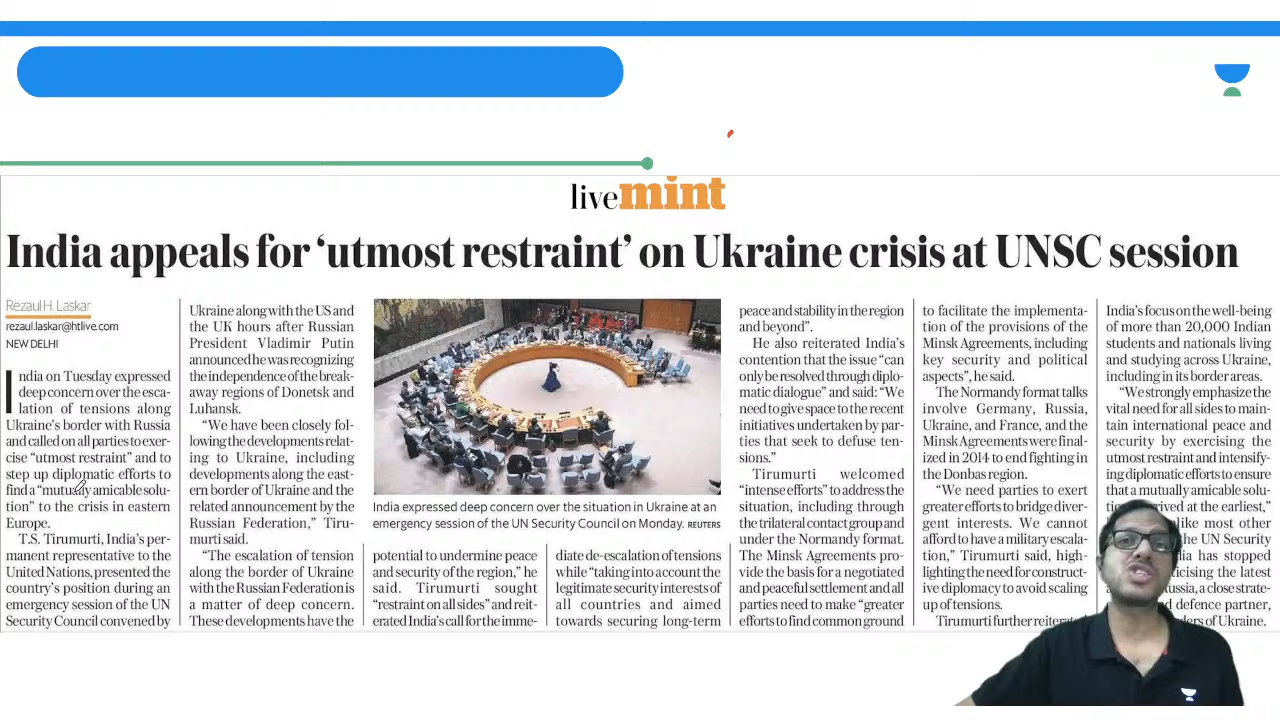 livemint
India appeals for ‘utmost restraint’ on Ukraine crisis at UNSC session
Rezaul H. Laskar
rezaul.laskar@htlive.com
NEW DELHI
India on Tuesday expressed
deep concern over the esca-
lation of tensions along
Ukraine's border with Russia
and called on all parties to exer-
cise “utmost restraint” and to
step up diplomatic efforts to
find a “mutually amicable solu-
tion” to the crisis in eastern
Europe.
T.S. Tirumurti, India's per-
manent representative to the
United Nations, presented the
country's position during an
emergency session of the UN
Security Council convened by
Ukraine along with the US and
the UK hours after Russian
President Vladimir Putin
announced he was recognizing
the independence of the break-
away regions of Donetsk and
Luhansk.
“We have been closely fol-
lowing the developments relat-
ing to Ukraine, including
developments along the east-
ern border of Ukraine and the
related announcement by the
Russian Federation,” Tiru-
murti said.
“The escalation of tension
along the border of Ukraine
with the Russian Federation is
a matter of deep concern.
These developments have the
India expressed deep concern over the situation in Ukraine at an
emergency session of the UN Security Council on Monday. REUTERS
potential to undermine peace
and security of the region,” he
said. Tirumurti sought
“restraint on all sides” and reit-
erated India's call for the imme-
diate de-escalation of tensions
while “taking into account the
legitimate security interests of
all countries and aimed
towards securing long-term
peace and stability in the region
and beyond”.
He also reiterated India's
contention that the issue “can
only be resolved through diplo-
matic dialogue” and said: “We
need to give space to the recent
initiatives undertaken by par-
ties that seek to defuse ten-
sions.”
Tirumurti welcomed
“intense efforts” to address the
situation, including through
the trilateral contact group and
under the Normandy format.
The Minsk Agreements pro-
vide the basis for a negotiated
and peaceful settlement and all
parties need to make “greater
efforts to find common ground
to facilitate the implementa-
tion of the provisions of the
Minsk Agreements, including
key security and political
aspects”, he said.
The Normandy format talks
involve Germany, Russia,
Ukraine, and France, and the
Minsk Agreements were final-
ized in 2014 to end fighting in
the Donbas region.
“We need parties to exert
greater efforts to bridge diver-
gent interests. We cannot
afford to have a military escala-
tion,” Tirumurti said, high-
lighting the need for construct-
ive diplomacy to avoid scaling
up of tensions.
Tirumurti further
India's focus on the well-being
of more than 20,000 Indian
students and nationals living
and studying across Ukraine,
including in its border areas.
“We strongly emphasize the
vital need for all sides to main-
tain international peace and
security by exercising the
utmost restraint and intensify-
ing diplomatic efforts to ensure
that a mutually amicable solu-
at the earliest,”
most other
the UN Security
has stopped
the latest
a close strate-
defence partner,
of Ukraine.